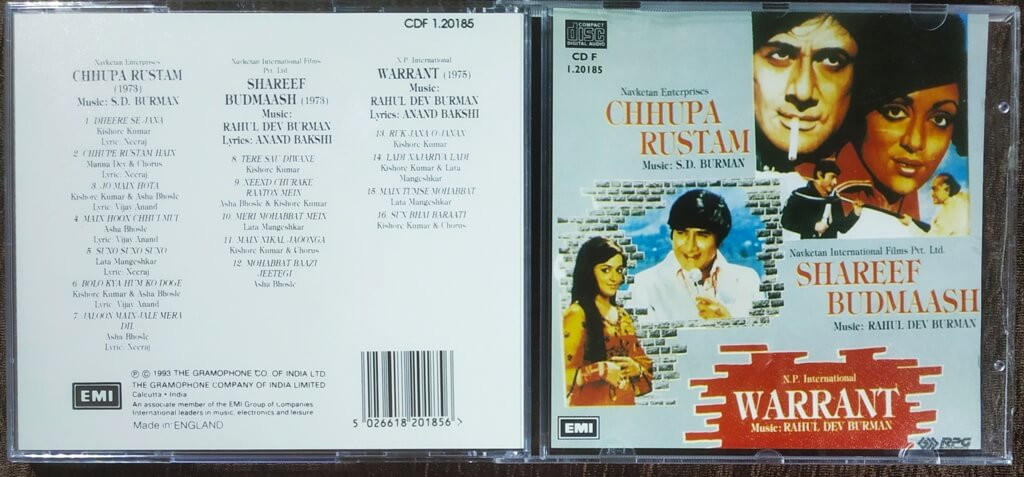 CDF 1.20185
Navketan Enterprises
CHHUPA RUSTAM
(1973)
Music: S.D. BURMAN
1. DHEERE SE JANA
Kishore Kumar
Lyric: Neeraj
2. CHHUPE RUSTAM HAIN
Manna Dey & Chorus
Lyric: Neeraj
3. JO MAIN HOTA
Kishore Kumar & Asha Bhosle
Lyric: Vijay Anand
4. MAIN HOON CHHUI MUI
Asha Bhosle
Lyric: Vijay Anand
5. SUNO SUNO SUNO
Lata Mangeshkar
Lyric: Neeraj
6. BOLO KYA HUM KO DOGE
Kishore Kumar & Asha Bhosle
Lyric: Vijay Anand
7. JALOON MAIN JALE MERA
DIL
Asha Bhosle
Lyric: Neeraj
Navketan International Films
Pvt. Ltd.
SHAREEF
BUDMAASH (1973)
Music:
RAHUL DEV BURMAN
Lyrics: ANAND BAKSHI
8. TERE SAU DIWANE
Kishore Kumar
9. NEEND CHURAKE
RAATON MEIN
Asha Bhosle & Kishore Kumar
10. MERI MOHABBAT MEIN
Lata Mangeshkar
11. MAIN NIKAL JAOONGA
Kishore Kumar & Chorus
12. MOHABBAT BAAZI
JEETEGI
Asha Bhosle
N.P. International
WARRANT (1975)
Music:
RAHUL DEV BURMAN
Lyrics: ANAND BAKSHI
13. RUK JANA O JANAN
Kishore Kumar
14. LADI NAJARIYA LADI
Kishore Kumar & Lata
Mangeshkar
15. MAIN TUMSE MOHABBAT
Lata Mangeshkar
16. SUN BHAI BARAATI
Kishore Kumar & Chorus
EMI
℗ © 1993 THE GRAMOPHONE CO. OF INDIA LTD
THE GRAMOPHONE COMPANY OF INDIA LIMITED
Calcutta • India
An associate member of the EMI Group of Companies
International leaders in music, electronics and leisure
Made in ENGLAND
5 026618 201856 >
COMPACT
disc
DIGITAL AUDIO
CD F
1.20185
Navketan Enterprises
CHHUPA
RUSTAM
Music: S.D. BURMAN
Navketan International Films Pvt. Ltd.
SHAREEF
BUDMAASH
Music: RAHUL DEV BURMAN
N.P. International
WARRANT
Music: RAHUL DEV BURMAN
EMI
RPG